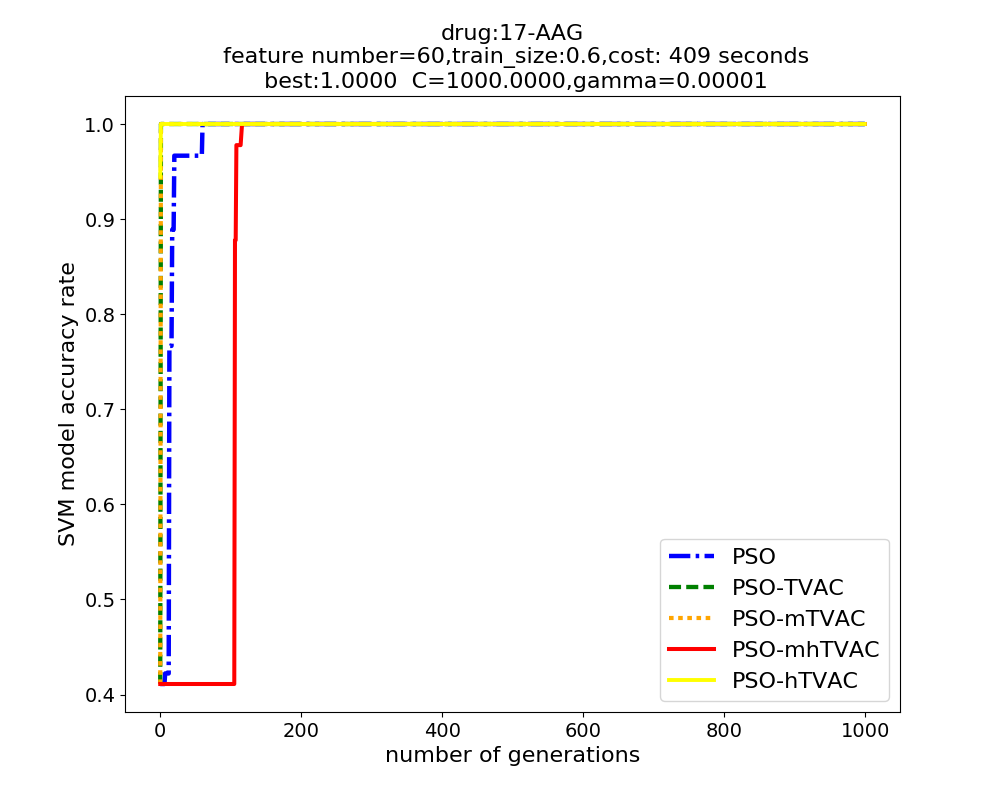 drug:17-AAG
feature number=60,train_size:0.6,cost: 409 seconds
best:1.0000  C=1000.0000,gamma=0.00001
SVM model accuracy rate
1.0
0.9
0.8
0.7
0.6
0.5
0.4
PSO
PSO-TVAC
PSO-mTVAC
PSO-mhTVAC
PSO-hTVAC
0 200 400 600 800 1000
number of generations